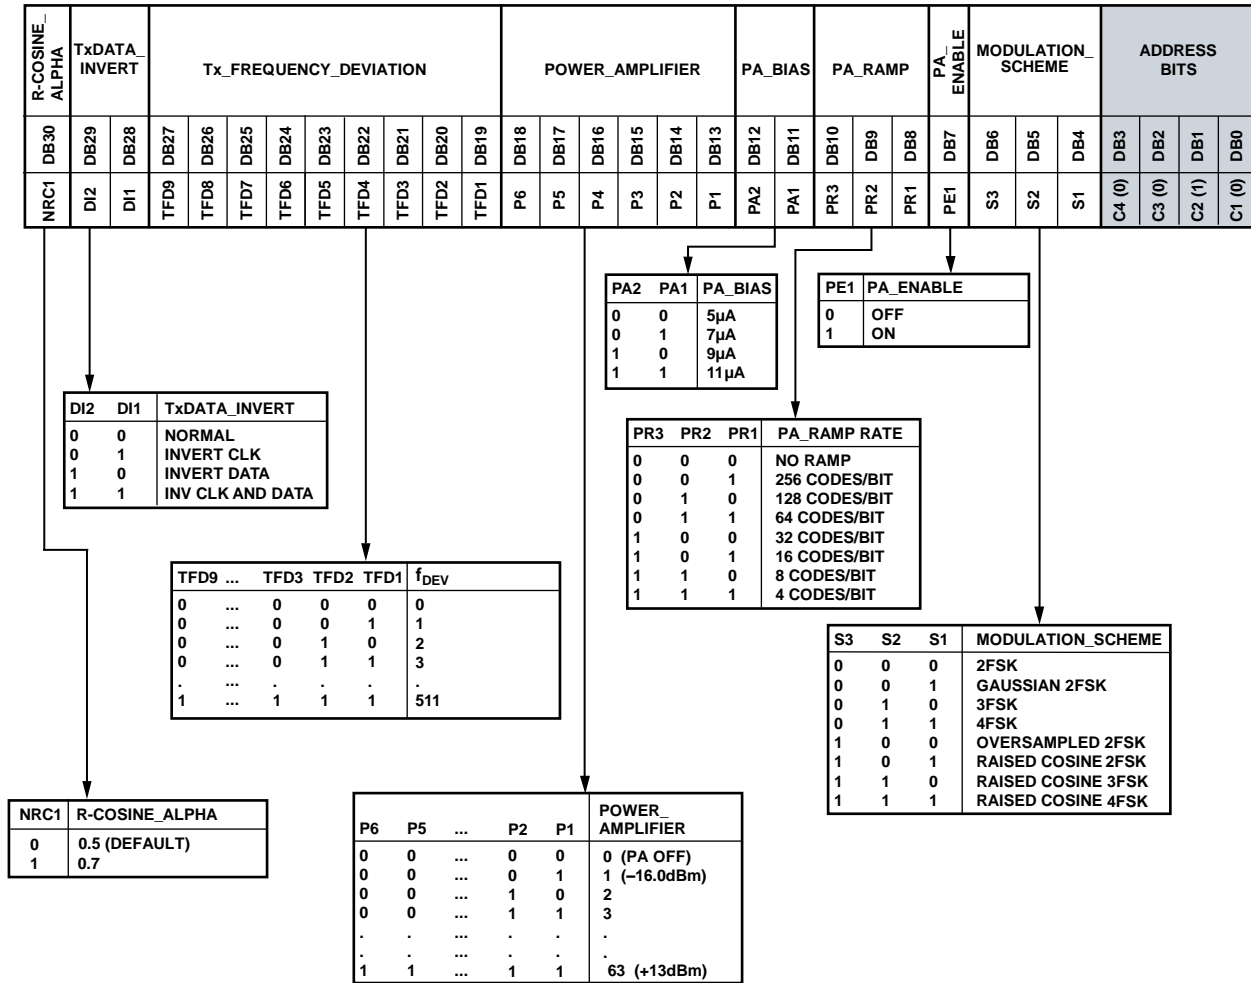 R-COSINE_
ALPHA
TxDATA_
INVERT
Tx_FREQUENCY_DEVIATION
POWER_AMPLIFIER
PA_BIAS
PA_RAMP
PA_
ENABLE
MODULATION_
SCHEME
ADDRESS
BITS
DB30 DB29 DB28 DB27 DB26 DB25 DB24 DB23 DB22 DB21 DB20 DB19 DB18 DB17 DB16 DB15 DB14 DB13 DB12 DB11 DB10 DB9 DB8 DB7 DB6 DB5 DB4 DB3 DB2 DB1 DB0
NRC1 DI2 DI1 TFD9 TFD8 TFD7 TFD6 TFD5 TFD4 TFD3 TFD2 TFD1 P6 P5 P4 P3 P2 P1 PA2 PA1 PR3 PR2 PR1 PE1 S3 S2 S1 C4 (0) C3 (0) C2 (1) C1 (0)
PA2 PA1 PA_BIAS
0 0 5µA
0 1 7µA
1 0 9µA
1 1 11µA
PE1 PA_ENABLE
0 OFF
1 ON
DI2 DI1 TxDATA_INVERT
0 0 NORMAL
0 1 INVERT CLK
1 0 INVERT DATA
1 1 INV CLK AND DATA
PR3 PR2 PR1 PA_RAMP RATE
0 0 0 NO RAMP
0 0 1 256 CODES/BIT
0 1 0 128 CODES/BIT
0 1 1 64 CODES/BIT
1 0 0 32 CODES/BIT
1 0 1 16 CODES/BIT
1 1 0 8 CODES/BIT
1 1 1 4 CODES/BIT
TFD9 ... TFD3 TFD2 TFD1 fDEV
0 ... 0 0 0 0
0 ... 0 0 1 1
0 ... 0 1 0 2
0 ... 0 1 1 3
. ... . . . .
1 ... 1 1 1 511
S3 S2 S1 MODULATION_SCHEME
0 0 0 2FSK
0 0 1 GAUSSIAN 2FSK
0 1 0 3FSK
0 1 1 4FSK
1 0 0 OVERSAMPLED 2FSK
1 0 1 RAISED COSINE 2FSK
1 1 0 RAISED COSINE 3FSK
1 1 1 RAISED COSINE 4FSK
NRC1 R-COSINE_ALPHA
0 0.5 (DEFAULT)
1 0.7
P6 P5 ... P2 P1 POWER_
AMPLIFIER
0 0 ... 0 0 0 (PA OFF)
0 0 ... 0 1 1 (–16.0dBm)
0 0 ... 1 0 2
0 0 ... 1 1 3
. . ... . . .
. . ... . . .
1 1 ... 1 1 63 (+13dBm)